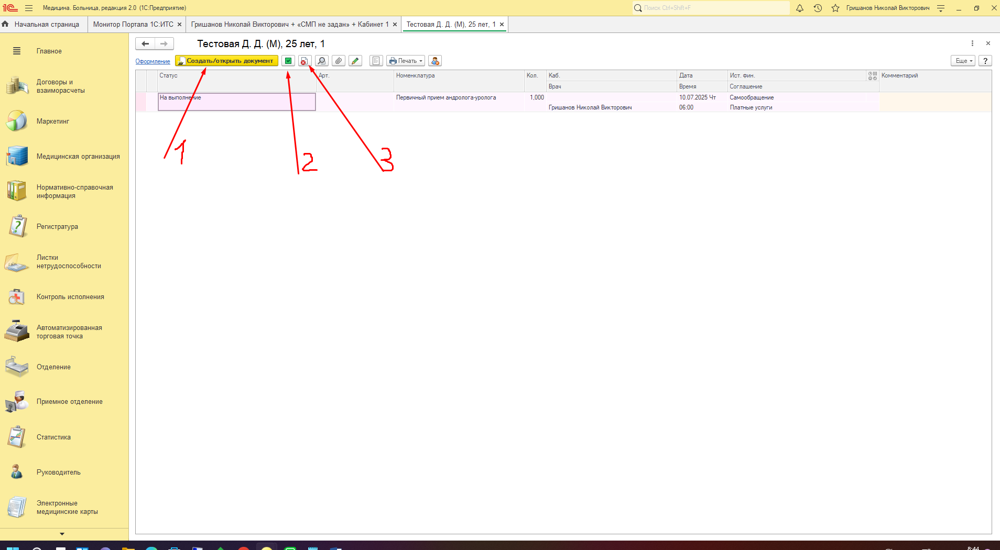 1С Медицина. Больница, редакция 2.0 (1С:Предприятие)
Поиск Ctrl+Shift+F
Гришанов Николай Викторович
Начальная страница
Монитор Портала 1С:ИТС
Гришанов Николай Викторович + «СМП не задан» + Кабинет 1
Тестовая Д. Д. (М), 25 лет, 1
Главное
Договоры и
взаиморасчеты
Маркетинг
Медицинская организация
Нормативно-справочная
информация
Регистратура
Листки
нетрудоспособности
Контроль исполнения
Автоматизированная
торговая точка
Отделение
Приемное отделение
Статистика
Руководитель
Электронные
медицинские карты
Тестовая Д. Д. (М), 25 лет, 1
Оформление
Создать/открыть документ
Печать
Еще
?
Статус Арт. Номенклатура Кол. Каб. Дата Ист. фин. Комментарий
Врач Время Соглашение
На выполнение Первичный прием андролога-уролога 1,000 10.07.2025 Чт Самообращение
Гришанов Николай Викторович 06:00 Платные услуги
1
2
3
8:44